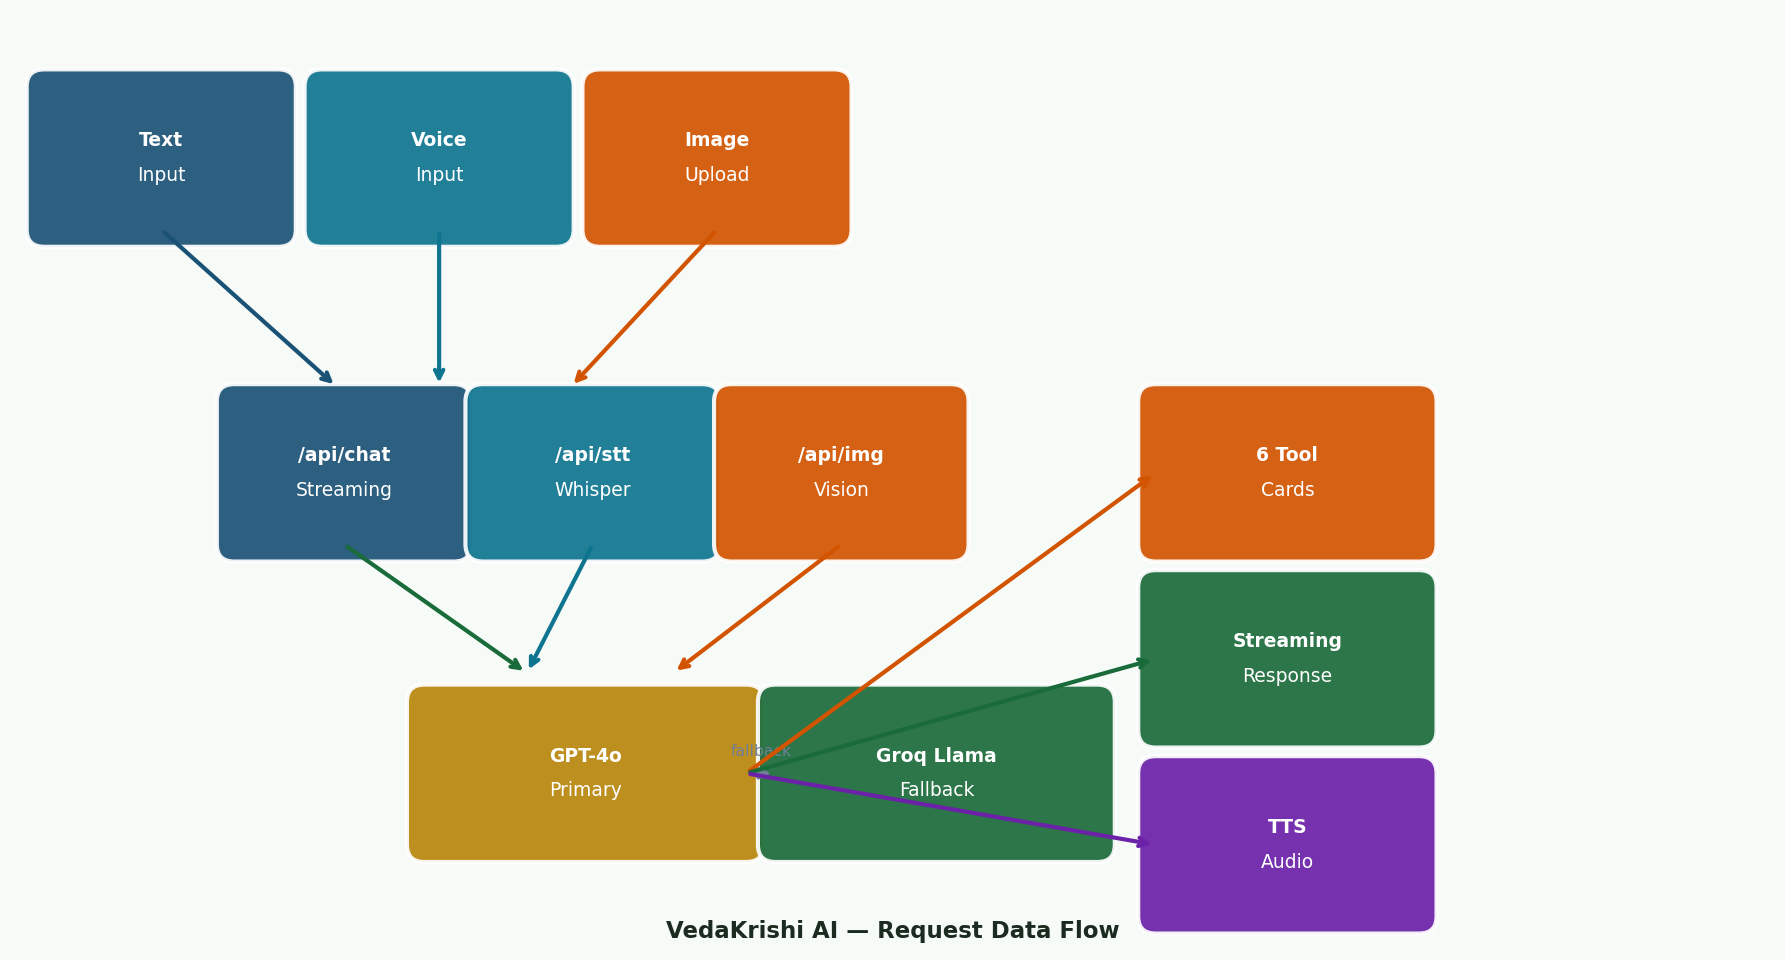 Text
Input
Voice
Input
Image
Upload
/api/chat
Streaming
/api/stt
Whisper
/api/img
Vision
6 Tool
Cards
Streaming
Response
GPT-4o
Primary
fallback
Groq Llama
Fallback
TTS
Audio
VedaKrishi AI — Request Data Flow